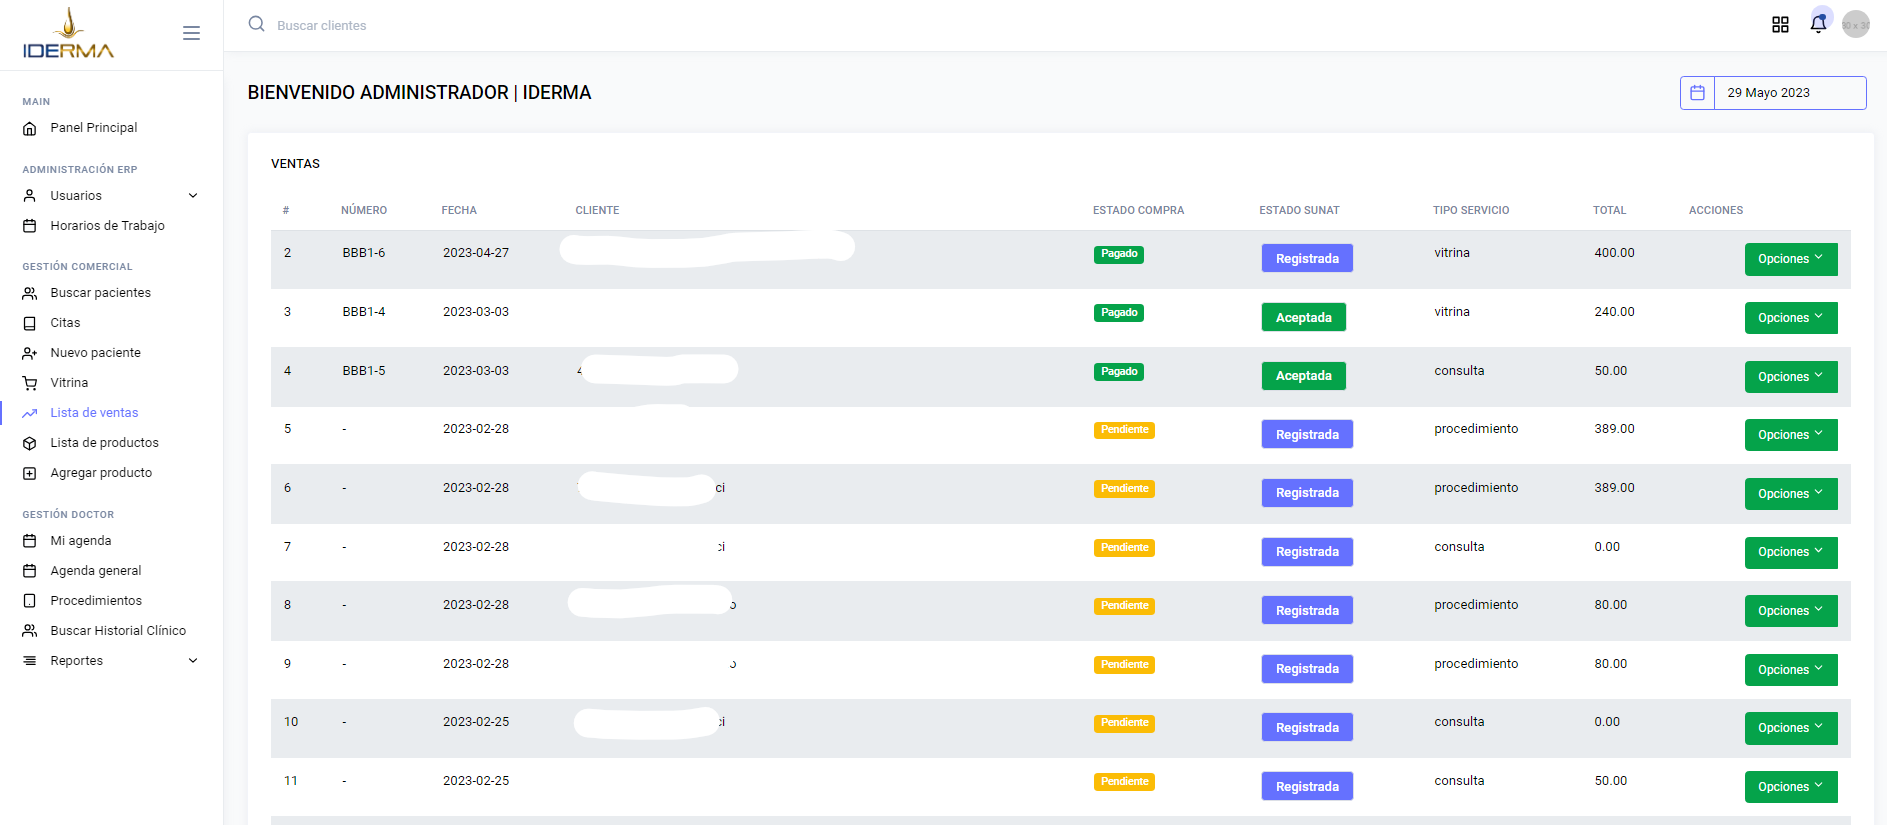 IDERMA
Buscar clientes
MAIN
Panel Principal
ADMINISTRACIÓN ERP
Usuarios
Horarios de Trabajo
GESTIÓN COMERCIAL
Buscar pacientes
Citas
Nuevo paciente
Vitrina
Lista de ventas
Lista de productos
Agregar producto
GESTIÓN DOCTOR
Mi agenda
Agenda general
Procedimientos
Buscar Historial Clínico
Reportes
BIENVENIDO ADMINISTRADOR | IDERMA
29 Mayo 2023
VENTAS
# NÚMERO FECHA CLIENTE ESTADO COMPRA ESTADO SUNAT TIPO SERVICIO TOTAL ACCIONES
2 BBB1-6 2023-04-27 Pagado Registrada vitrina 400.00 Opciones
3 BBB1-4 2023-03-03 Pagado Aceptada vitrina 240.00 Opciones
4 BBB1-5 2023-03-03 Pagado Aceptada consulta 50.00 Opciones
5 - 2023-02-28 Pendiente Registrada procedimiento 389.00 Opciones
6 - 2023-02-28 ci Pendiente Registrada procedimiento 389.00 Opciones
7 - 2023-02-28 ci Pendiente Registrada consulta 0.00 Opciones
8 - 2023-02-28 Pendiente Registrada procedimiento 80.00 Opciones
9 - 2023-02-28 Pendiente Registrada procedimiento 80.00 Opciones
10 - 2023-02-25 ci Pendiente Registrada consulta 0.00 Opciones
11 - 2023-02-25 Pendiente Registrada consulta 50.00 Opciones